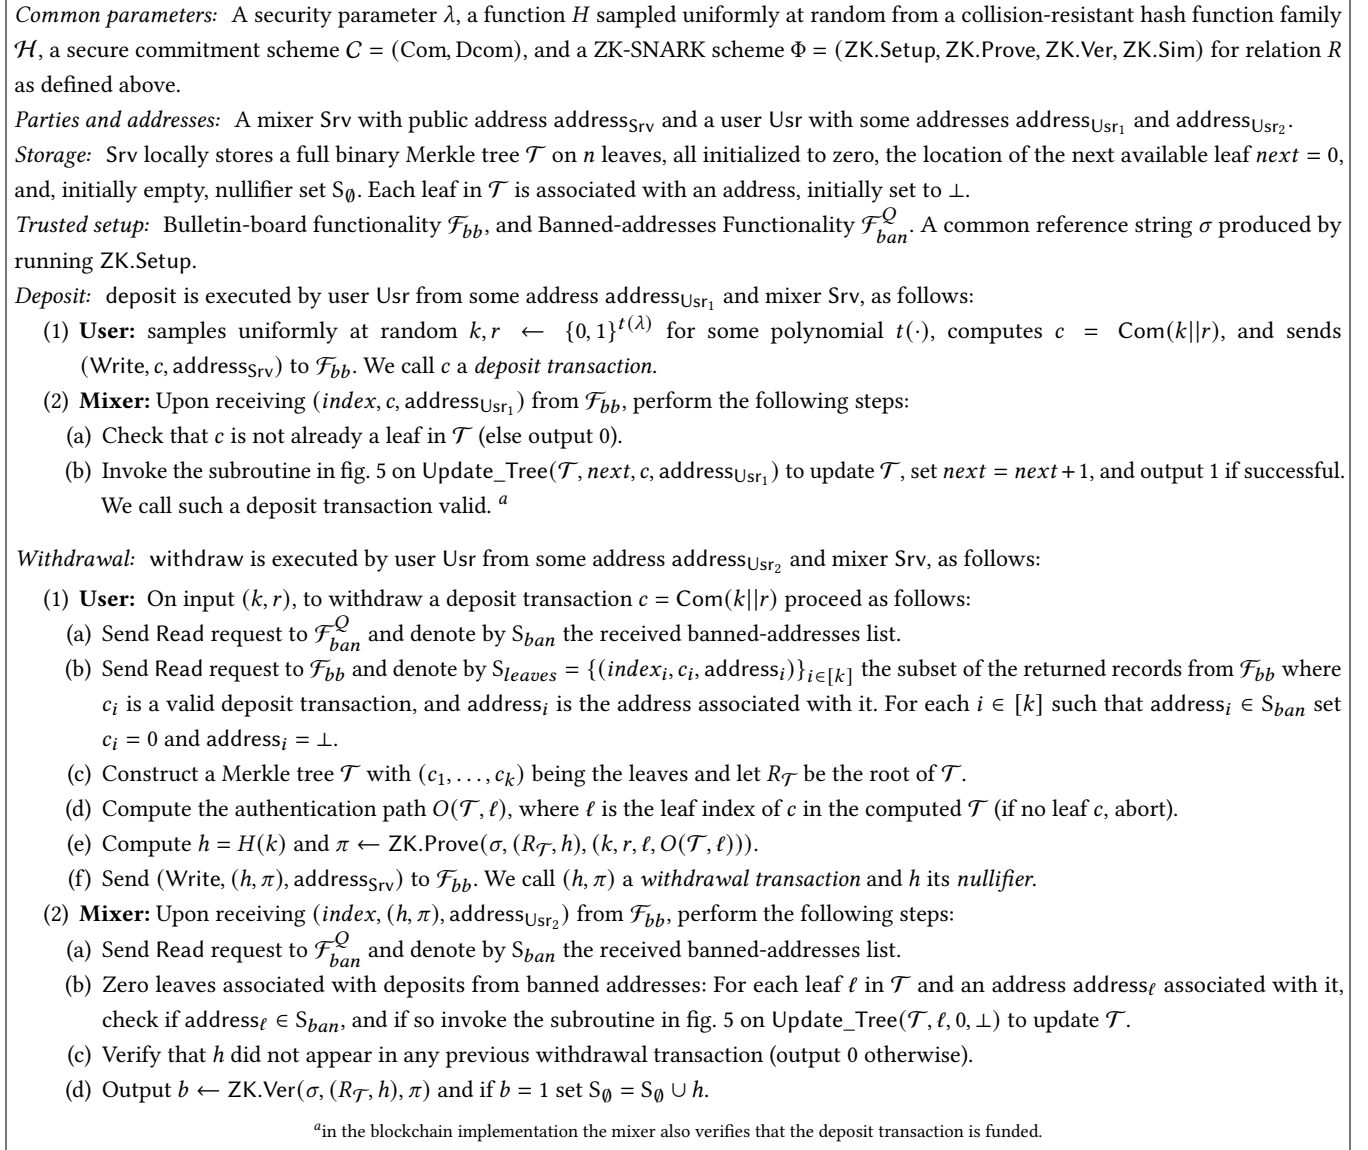 Common parameters: A security parameter λ, a function H sampled uniformly at random from a collision-resistant hash function family
ℋ, a secure commitment scheme 𝒞 = (Com, Dcom), and a ZK-SNARK scheme Φ = (ZK.Setup, ZK.Prove, ZK.Ver, ZK.Sim) for relation R
as defined above.
Parties and addresses: A mixer Srv with public address address_Srv and a user Usr with some addresses address_Usr₁ and address_Usr₂.
Storage: Srv locally stores a full binary Merkle tree 𝒯 on n leaves, all initialized to zero, the location of the next available leaf next = 0,
and, initially empty, nullifier set S_∅. Each leaf in 𝒯 is associated with an address, initially set to ⊥.
Trusted setup: Bulletin-board functionality ℱ_bb, and Banned-addresses Functionality ℱ_ban^Q. A common reference string σ produced by
running ZK.Setup.
Deposit: deposit is executed by user Usr from some address address_Usr₁ and mixer Srv, as follows:
(1) User: samples uniformly at random k, r ← {0, 1}^t(λ) for some polynomial t(·), computes c = Com(k||r), and sends
(Write, c, address_Srv) to ℱ_bb. We call c a deposit transaction.
(2) Mixer: Upon receiving (index, c, address_Usr₁) from ℱ_bb, perform the following steps:
(a) Check that c is not already a leaf in 𝒯 (else output 0).
(b) Invoke the subroutine in fig. 5 on Update_Tree(𝒯, next, c, address_Usr₁) to update 𝒯, set next = next + 1, and output 1 if successful.
We call such a deposit transaction valid. ᵃ
Withdrawal: withdraw is executed by user Usr from some address address_Usr₂ and mixer Srv, as follows:
(1) User: On input (k, r), to withdraw a deposit transaction c = Com(k||r) proceed as follows:
(a) Send Read request to ℱ_ban^Q and denote by S_ban the received banned-addresses list.
(b) Send Read request to ℱ_bb and denote by S_leaves = {(index_i, c_i, address_i)}_i∈[k] the subset of the returned records from ℱ_bb where
c_i is a valid deposit transaction, and address_i is the address associated with it. For each i ∈ [k] such that address_i ∈ S_ban set
c_i = 0 and address_i = ⊥.
(c) Construct a Merkle tree 𝒯 with (c₁, . . . , c_k) being the leaves and let R_𝒯 be the root of 𝒯.
(d) Compute the authentication path O(𝒯, ℓ), where ℓ is the leaf index of c in the computed 𝒯 (if no leaf c, abort).
(e) Compute h = H(k) and π ← ZK.Prove(σ, (R_𝒯, h), (k, r, ℓ, O(𝒯, ℓ))).
(f) Send (Write, (h, π), address_Srv) to ℱ_bb. We call (h, π) a withdrawal transaction and h its nullifier.
(2) Mixer: Upon receiving (index, (h, π), address_Usr₂) from ℱ_bb, perform the following steps:
(a) Send Read request to ℱ_ban^Q and denote by S_ban the received banned-addresses list.
(b) Zero leaves associated with deposits from banned addresses: For each leaf ℓ in 𝒯 and an address address_ℓ associated with it,
check if address_ℓ ∈ S_ban, and if so invoke the subroutine in fig. 5 on Update_Tree(𝒯, ℓ, 0, ⊥) to update 𝒯.
(c) Verify that h did not appear in any previous withdrawal transaction (output 0 otherwise).
(d) Output b ← ZK.Ver(σ, (R_𝒯, h), π) and if b = 1 set S_∅ = S_∅ ∪ h.
ᵃin the blockchain implementation the mixer also verifies that the deposit transaction is funded.